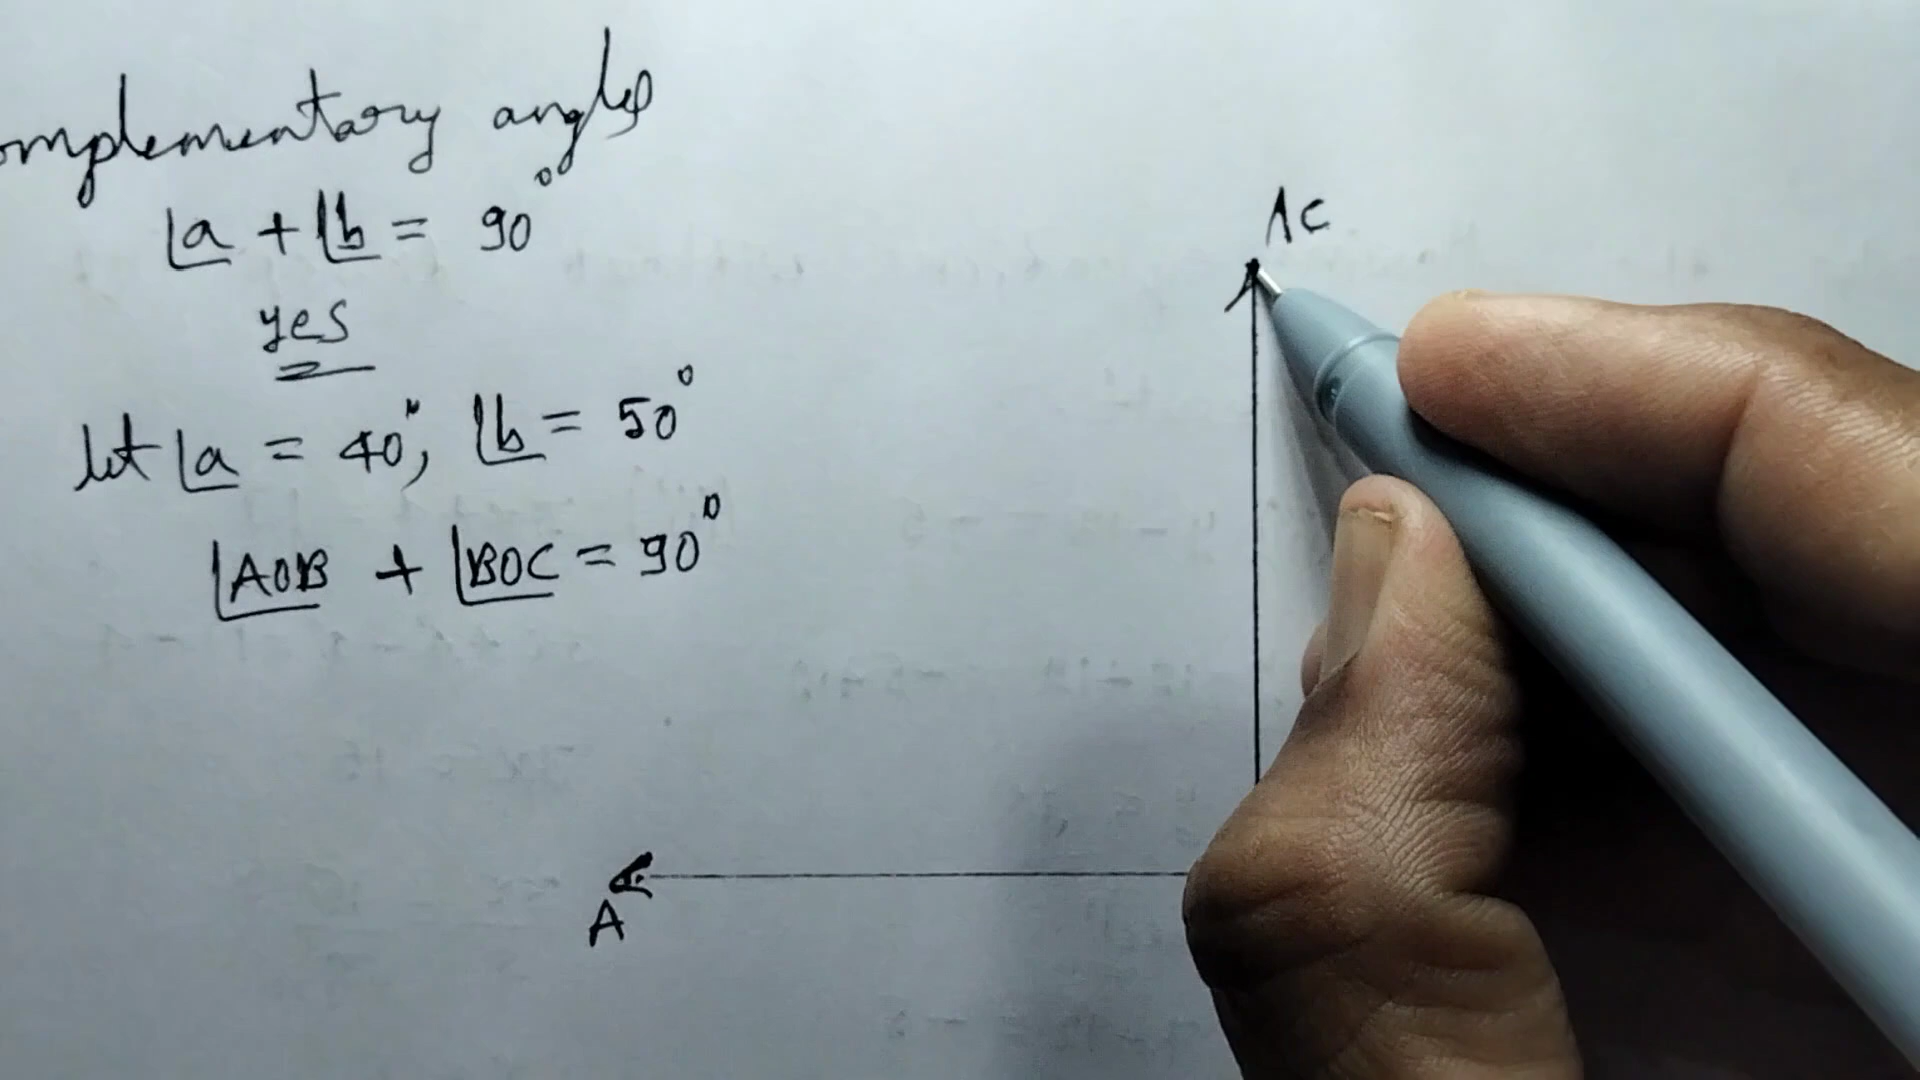 omplementary angles
∠a + ∠b = 90°
yes
let ∠a = 40°, ∠b = 50°
∠AOB + ∠BOC = 90°
C
A